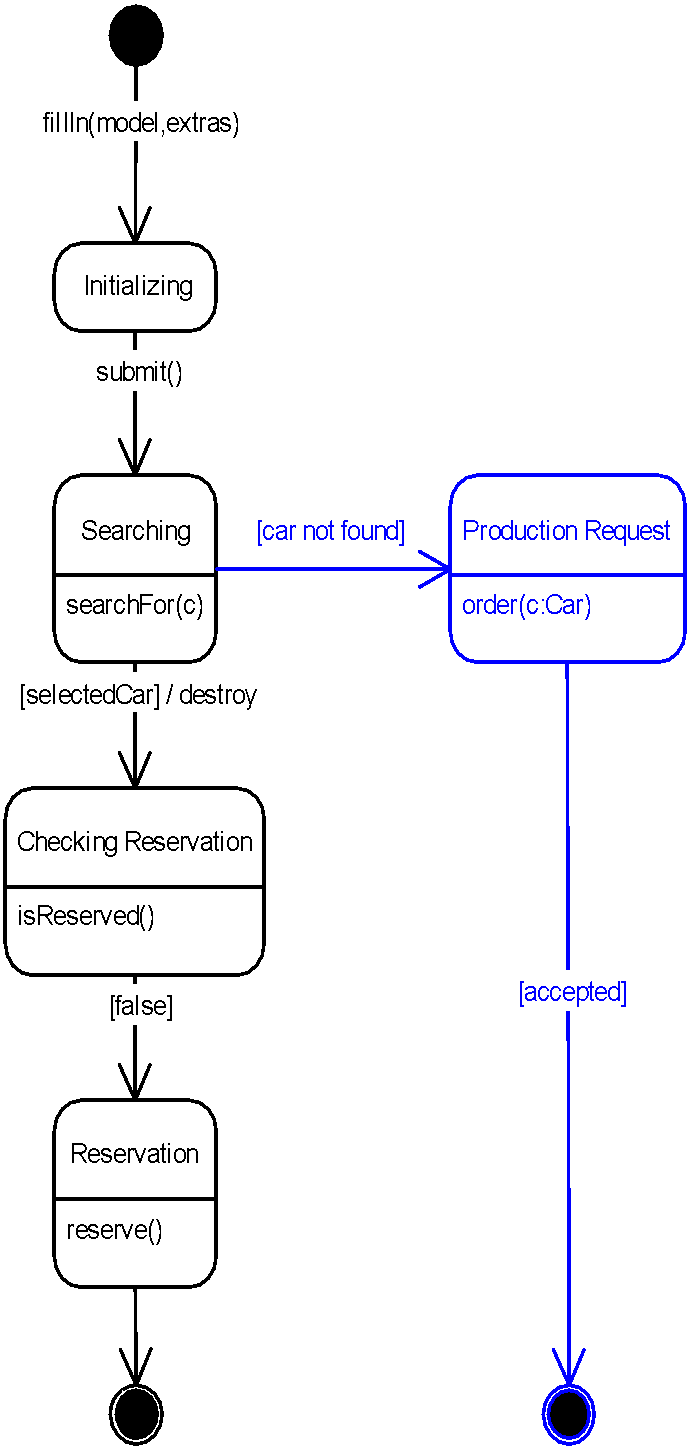 fillIn(model,extras)
Initializing
submit()
Searching
searchFor(c)
[car not found]
Production Request
order(c:Car)
[selectedCar] / destroy
Checking Reservation
isReserved()
[accepted]
[false]
Reservation
reserve()